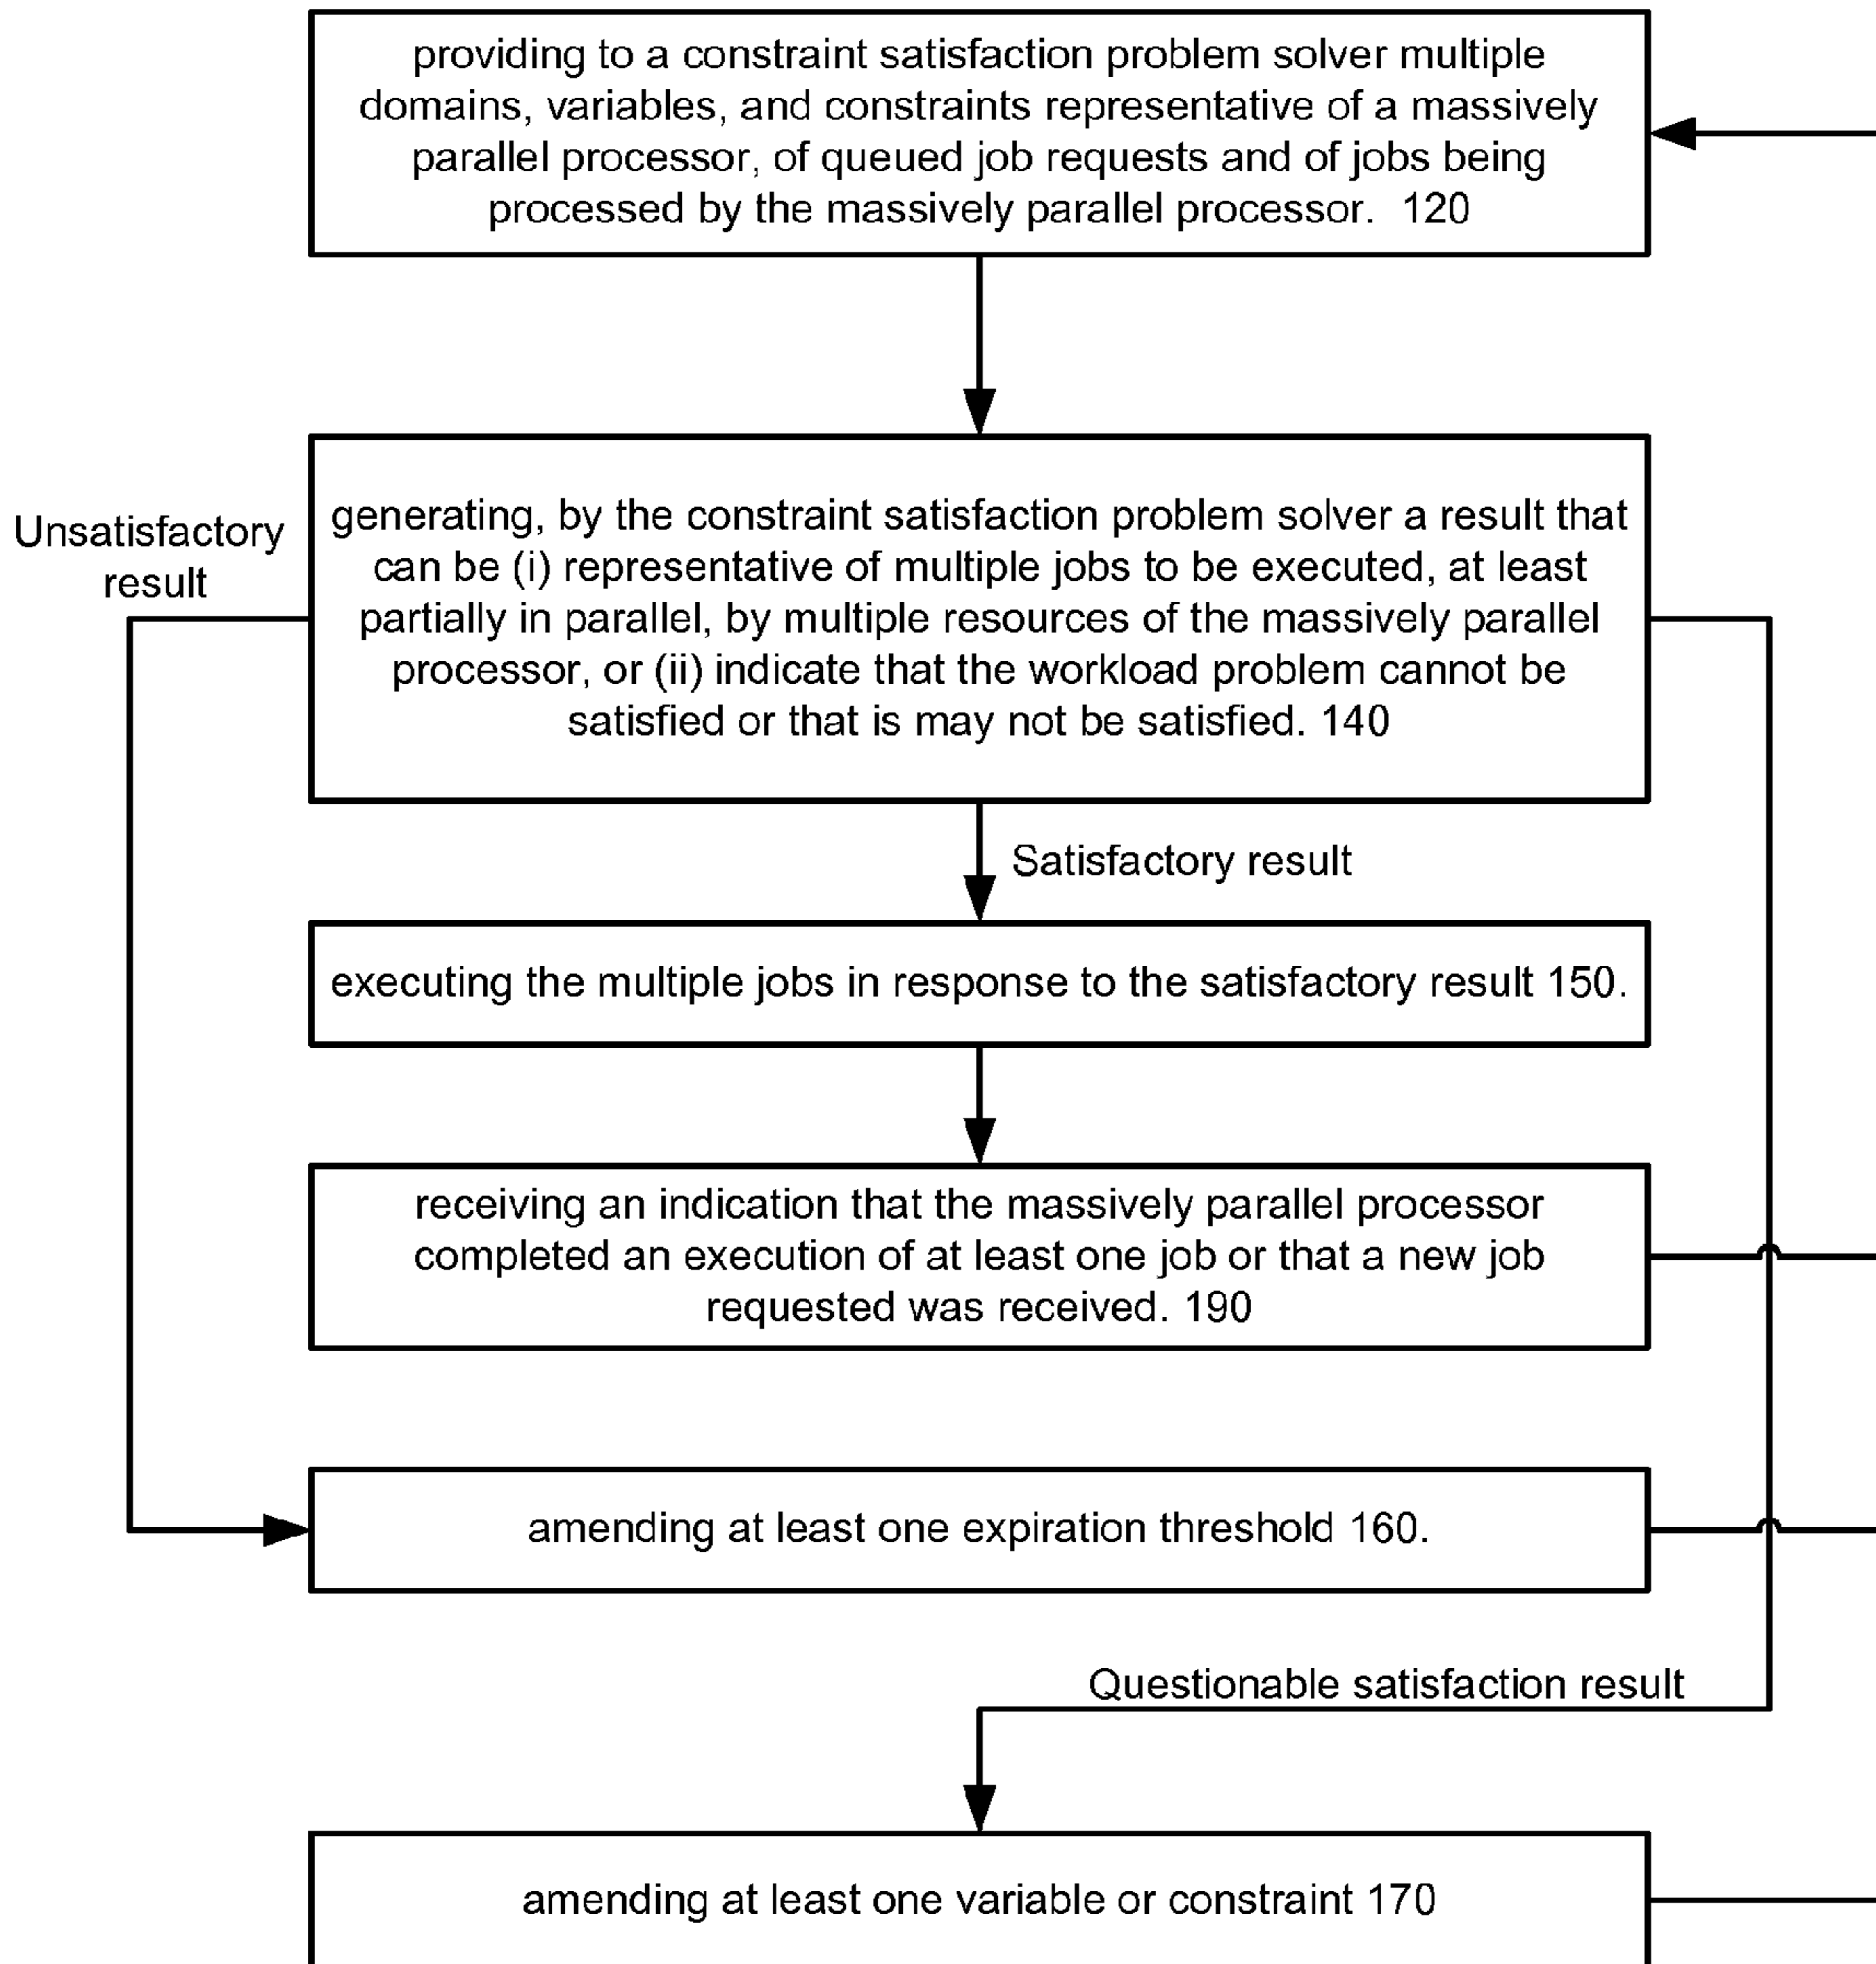 providing to a constraint satisfaction problem solver multiple
domains, variables, and constraints representative of a massively
parallel processor, of queued job requests and of jobs being
processed by the massively parallel processor. 120
Unsatisfactory
result
generating, by the constraint satisfaction problem solver a result that
can be (i) representative of multiple jobs to be executed, at least
partially in parallel, by multiple resources of the massively parallel
processor, or (ii) indicate that the workload problem cannot be
satisfied or that is may not be satisfied. 140
Satisfactory result
executing the multiple jobs in response to the satisfactory result 150.
receiving an indication that the massively parallel processor
completed an execution of at least one job or that a new job
requested was received. 190
amending at least one expiration threshold 160.
Questionable satisfaction result
amending at least one variable or constraint 170